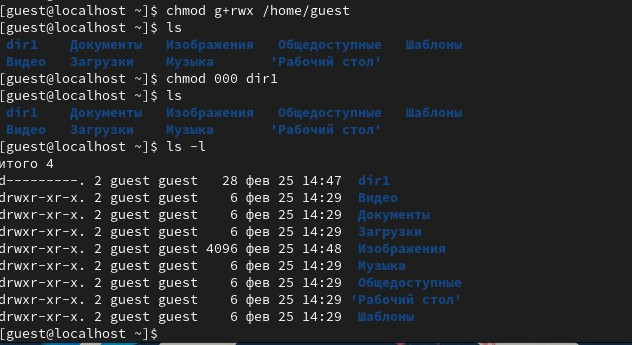 [guest@localhost ~]$ chmod g+rwx /home/guest
[guest@localhost ~]$ ls
dir1 Документы Изображения Общедоступные Шаблоны
Видео Загрузки Музыка 'Рабочий стол'
[guest@localhost ~]$ chmod 000 dir1
[guest@localhost ~]$ ls
dir1 Документы Изображения Общедоступные Шаблоны
Видео Загрузки Музыка 'Рабочий стол'
[guest@localhost ~]$ ls -l
итого 4
d---------. 2 guest guest 28 фев 25 14:47 dir1
drwxr-xr-x. 2 guest guest 6 фев 25 14:29 Видео
drwxr-xr-x. 2 guest guest 6 фев 25 14:29 Документы
drwxr-xr-x. 2 guest guest 6 фев 25 14:29 Загрузки
drwxr-xr-x. 2 guest guest 4096 фев 25 14:48 Изображения
drwxr-xr-x. 2 guest guest 6 фев 25 14:29 Музыка
drwxr-xr-x. 2 guest guest 6 фев 25 14:29 Общедоступные
drwxr-xr-x. 2 guest guest 6 фев 25 14:29 'Рабочий стол'
drwxr-xr-x. 2 guest guest 6 фев 25 14:29 Шаблоны
[guest@localhost ~]$